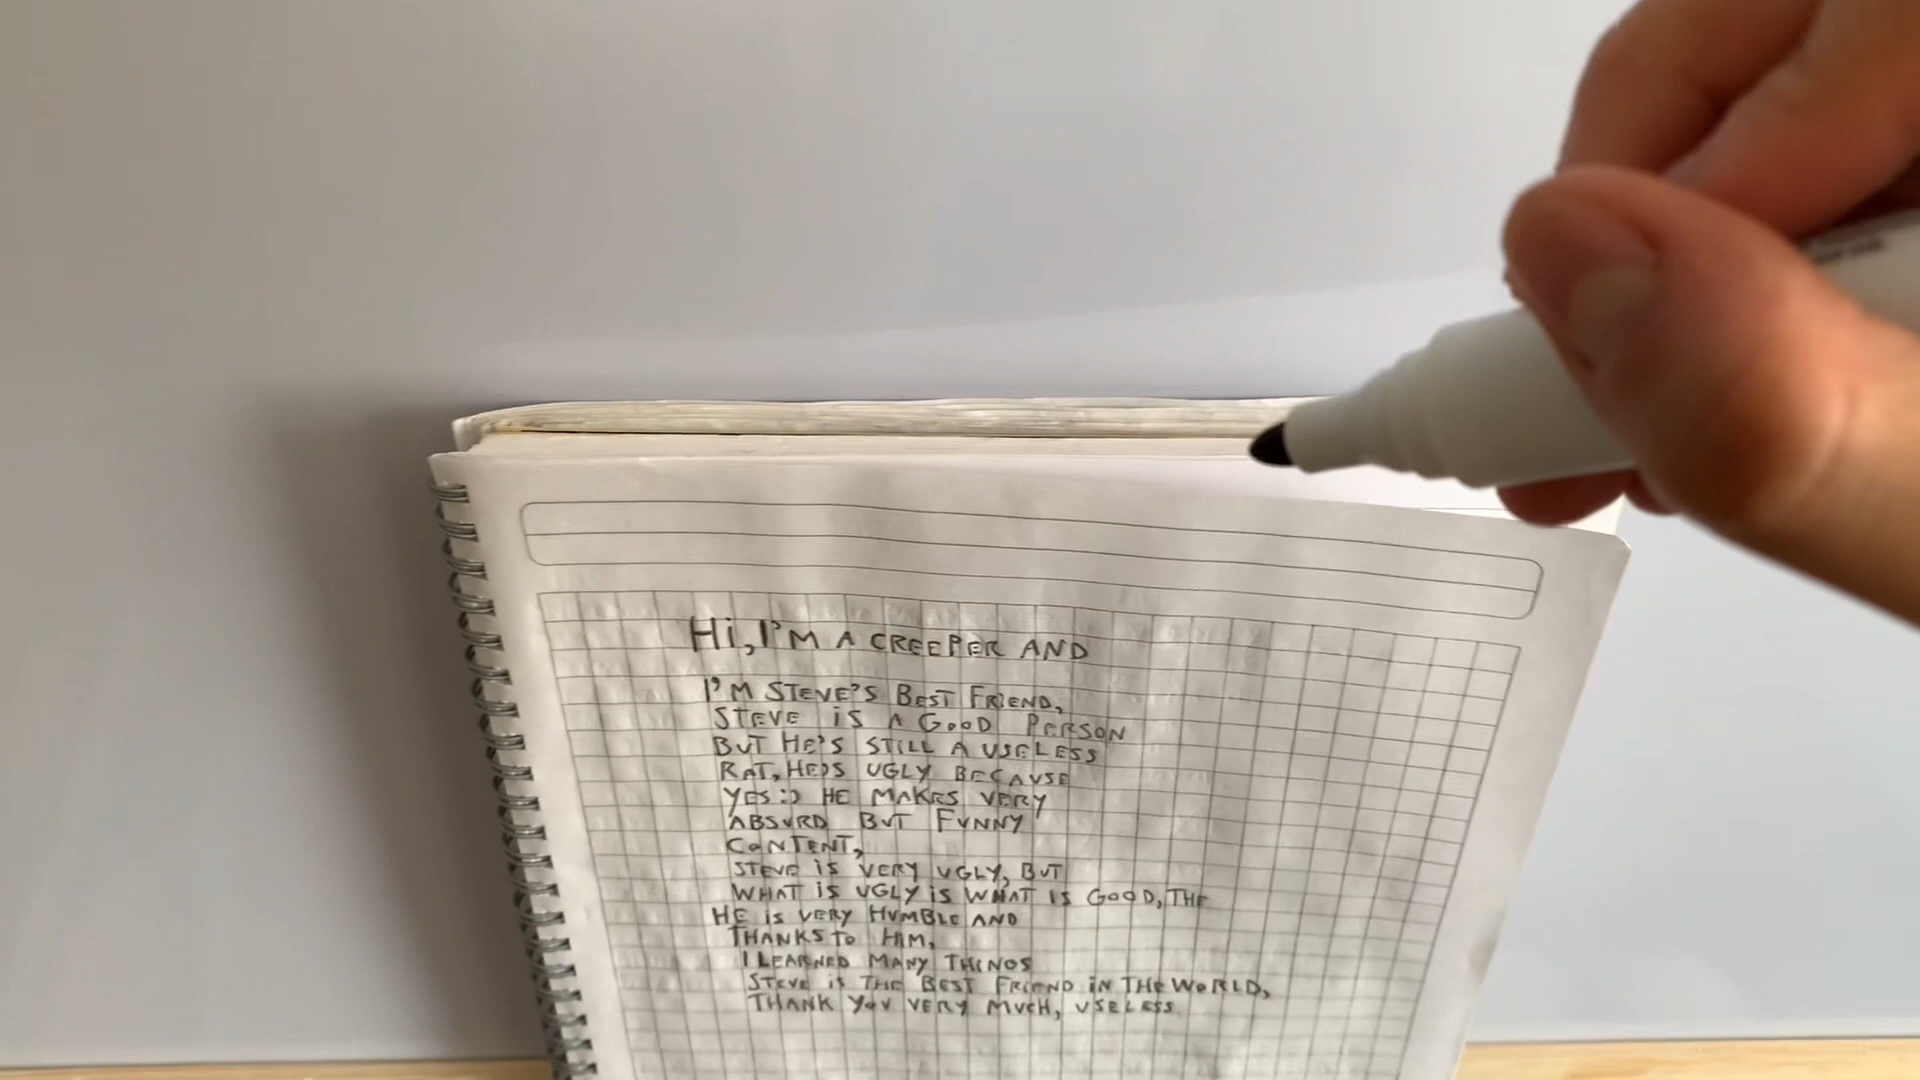 Hi, I'M A CREEPER AND
I'M STEVE'S BEST FRIEND,
STEVE iS A GOOD PERSON
BUT HE'S STILL A USELESS
RAT, HE'S UGLY BECAUSE
YES :) HE MAKES VERY
ABSURD BUT FUNNY
CONTENT,
STEVE iS VERY UGLY, BUT
WHAT iS UGLY iS WHAT IS GOOD, THE
HE iS VERY HUMBLE AND
THANKS TO HIM,
I LEARNED MANY THINGS
STEVE iS THE BEST FRIEND iN THE WORLD,
THANK YOU VERY MUCH, USELESS